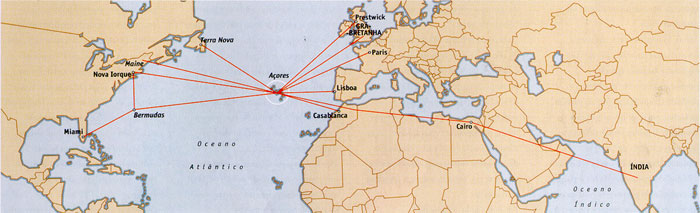 Prestwick
GRÃ-
BRETANHA
Terra Nova
Paris
Maine
Nova Iorque
Açores
Lisboa
Bermudas
Casablanca
Cairo
Miami
Oceano
Atlântico
ÍNDIA
Oceano
Índico